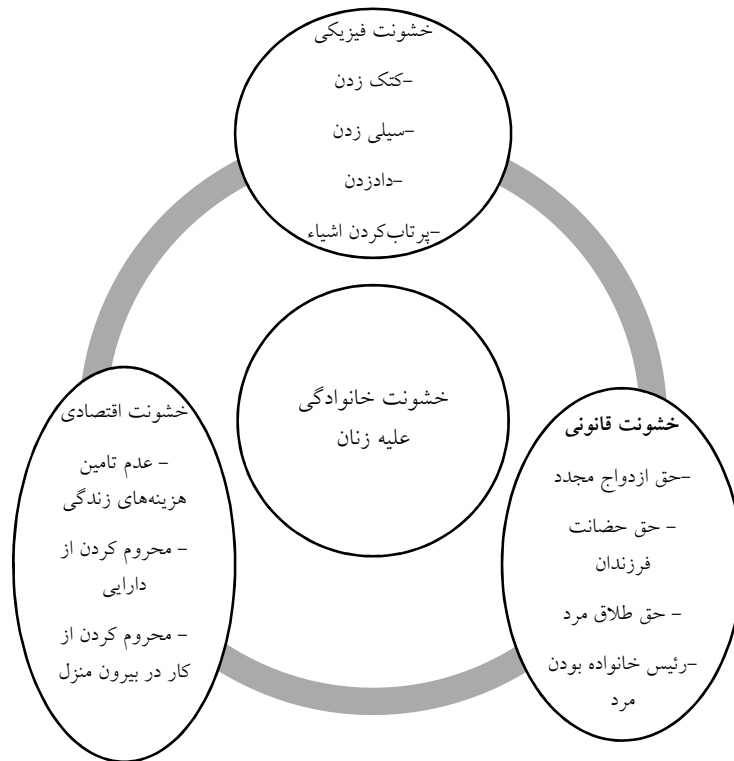 خشونت فیزیکی
-کتک زدن
-سیلی زدن
-دادزدن
-پرتاب‌کردن اشیاء
خشونت خانوادگی
علیه زنان
خشونت قانونی
-حق ازدواج مجدد
- حق حضانت
فرزندان
- حق طلاق مرد
-رئیس خانواده بودن
مرد
خشونت اقتصادی
- عدم تامین
هزینه‌های زندگی
- محروم کردن از
دارایی
- محروم کردن از
کار در بیرون منزل